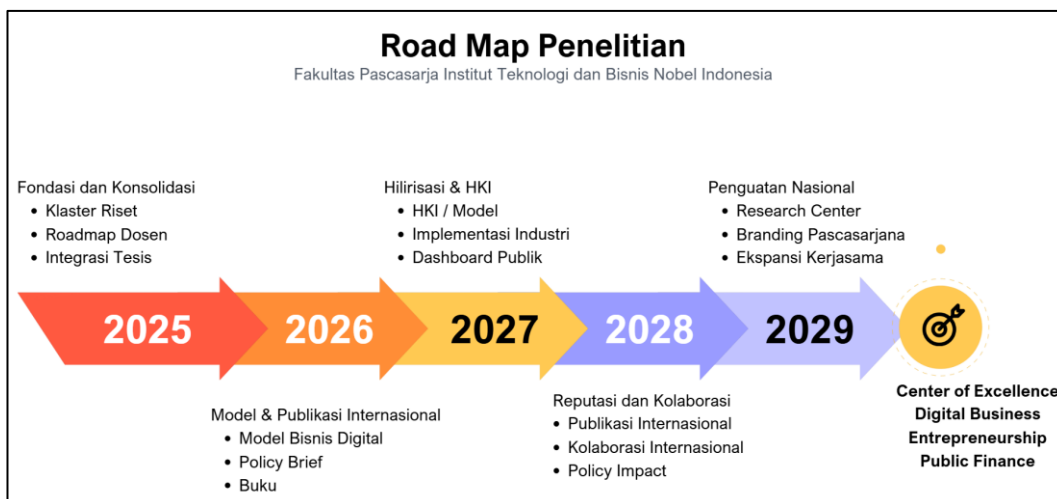 Road Map Penelitian
Fakultas Pascasarja Institut Teknologi dan Bisnis Nobel Indonesia
Fondasi dan Konsolidasi
• Klaster Riset
• Roadmap Dosen
• Integrasi Tesis
Hilirisasi & HKI
• HKI / Model
• Implementasi Industri
• Dashboard Publik
Penguatan Nasional
• Research Center
• Branding Pascasarjana
• Ekspansi Kerjasama
2025
2026
2027
2028
2029
Model & Publikasi Internasional
• Model Bisnis Digital
• Policy Brief
• Buku
Reputasi dan Kolaborasi
• Publikasi Internasional
• Kolaborasi Internasional
• Policy Impact
Center of Excellence
Digital Business
Entrepreneurship
Public Finance